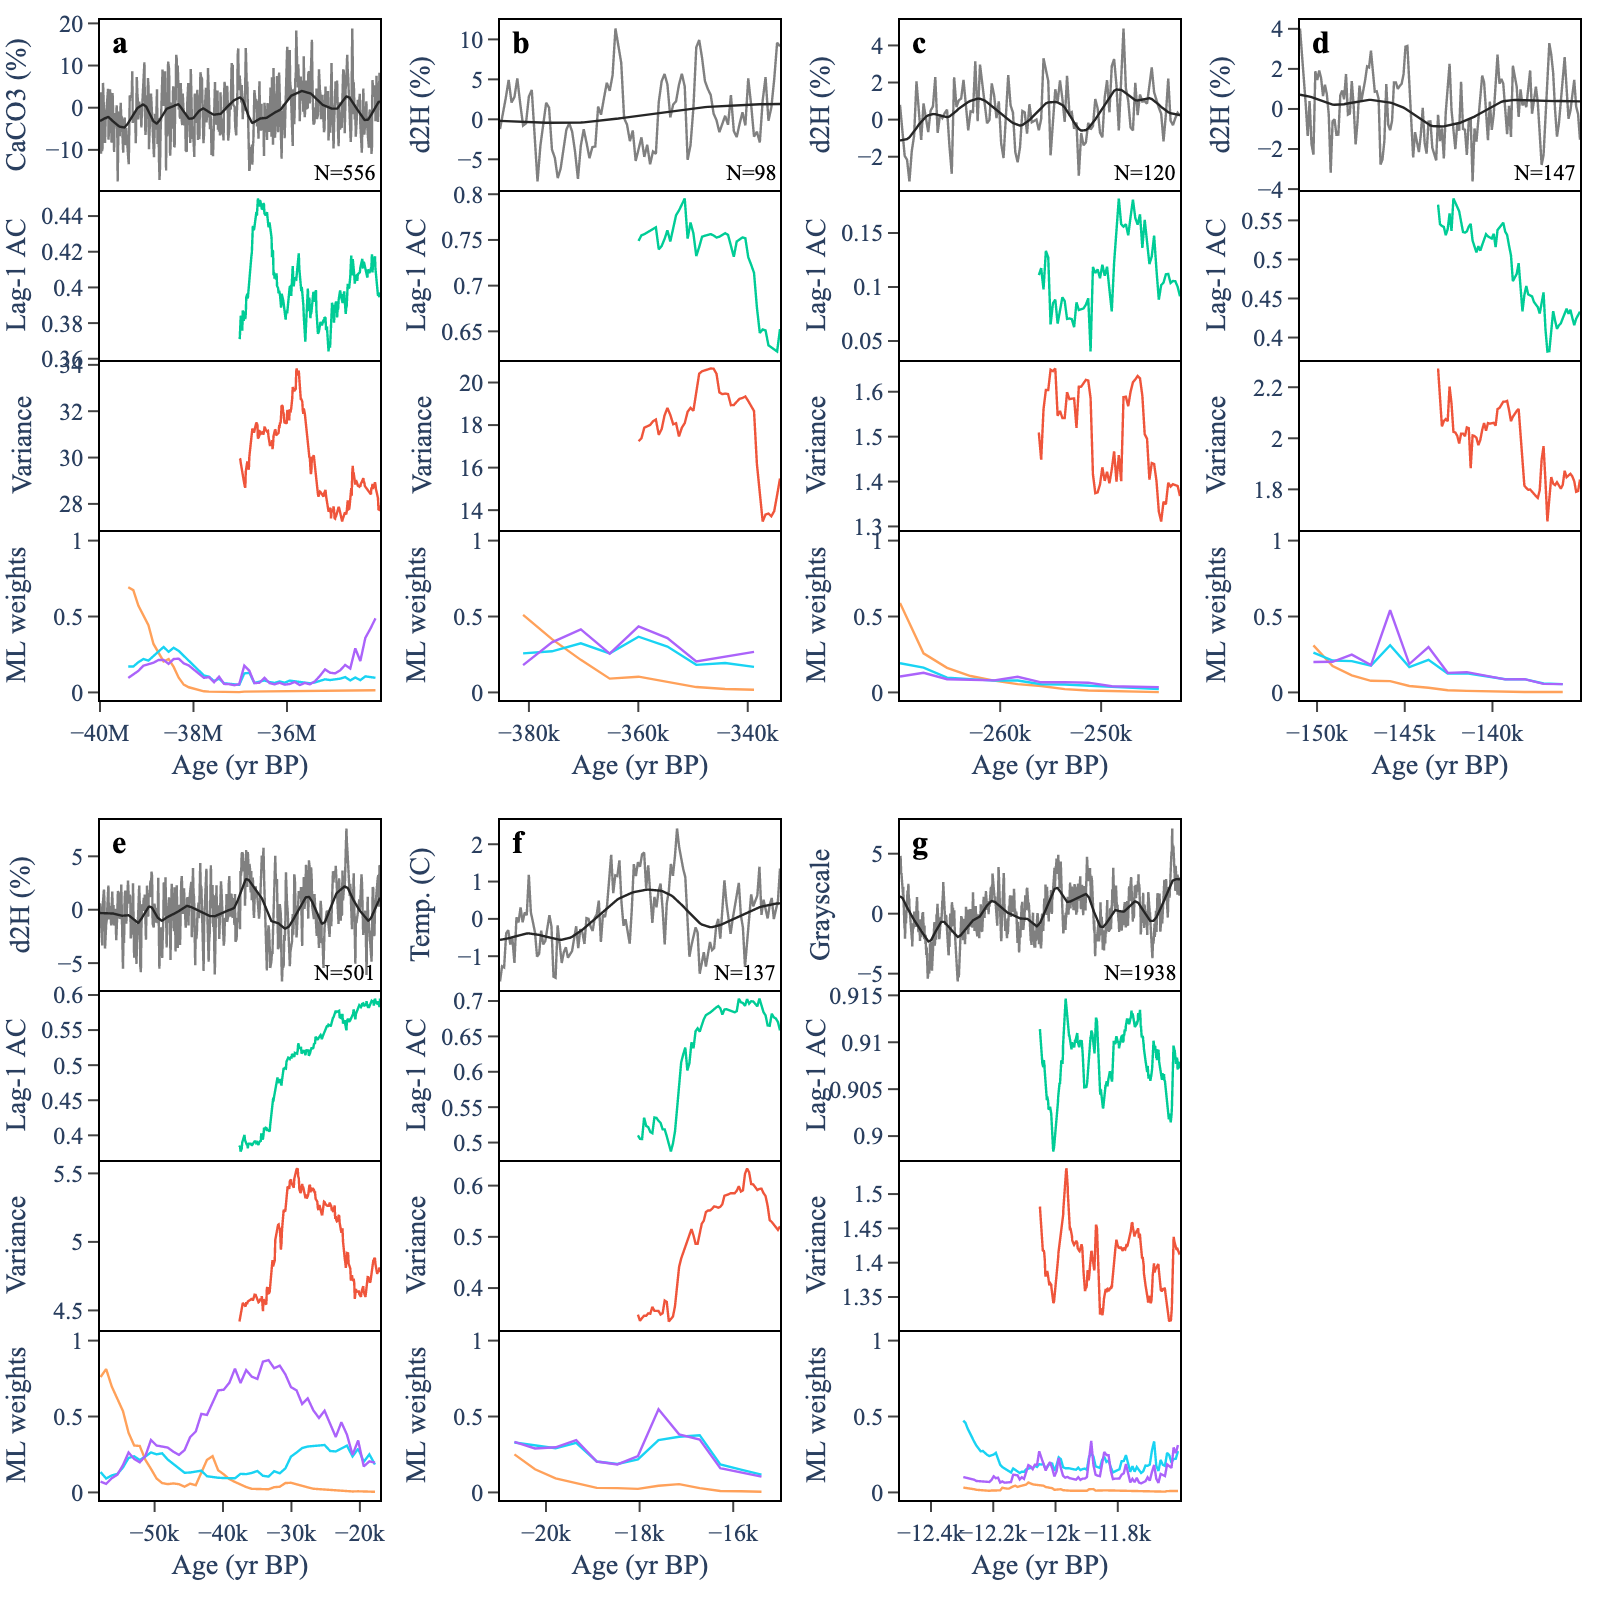 a
CaCO3 (%)
20
10
0
−10
N=556
Lag-1 AC
0.44
0.42
0.4
0.38
0.36
Variance
34
32
30
28
ML weights
1
0.5
0
−40M −38M −36M
Age (yr BP)
b
d2H (%)
10
5
0
−5
N=98
Lag-1 AC
0.8
0.75
0.7
0.65
Variance
20
18
16
14
ML weights
1
0.5
0
−380k −360k −340k
Age (yr BP)
c
d2H (%)
4
2
0
−2
N=120
Lag-1 AC
0.15
0.1
0.05
Variance
1.6
1.5
1.4
1.3
ML weights
1
0.5
0
−260k −250k
Age (yr BP)
d
d2H (%)
4
2
0
−2
−4
N=147
Lag-1 AC
0.55
0.5
0.45
0.4
Variance
2.2
2
1.8
ML weights
1
0.5
0
−150k −145k −140k
Age (yr BP)
e
d2H (%)
5
0
−5
N=501
Lag-1 AC
0.6
0.55
0.5
0.45
0.4
Variance
5.5
5
4.5
ML weights
1
0.5
0
−50k −40k −30k −20k
Age (yr BP)
f
Temp. (C)
2
1
0
−1
N=137
Lag-1 AC
0.7
0.65
0.6
0.55
0.5
Variance
0.6
0.5
0.4
ML weights
1
0.5
0
−20k −18k −16k
Age (yr BP)
g
Grayscale
5
0
−5
N=1938
Lag-1 AC
0.915
0.91
0.905
0.9
Variance
1.5
1.45
1.4
1.35
ML weights
1
0.5
0
−12.4k −12.2k −12k −11.8k
Age (yr BP)